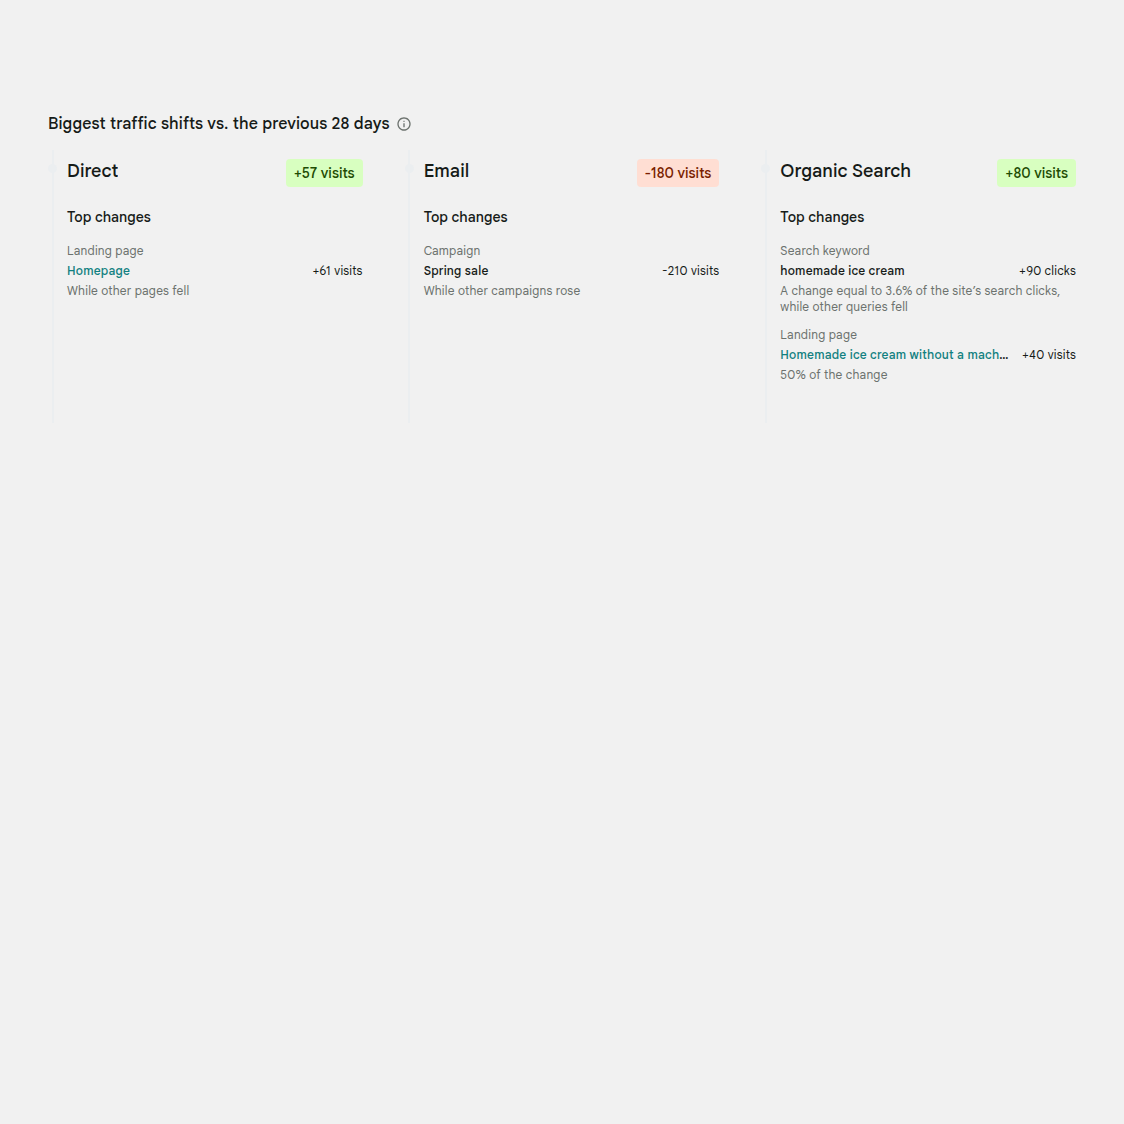 Biggest traffic shifts vs. the previous 28 days
Direct
+57 visits
Top changes
Landing page
Homepage
+61 visits
While other pages fell
Email
-180 visits
Top changes
Campaign
Spring sale
-210 visits
While other campaigns rose
Organic Search
+80 visits
Top changes
Search keyword
homemade ice cream
+90 clicks
A change equal to 3.6% of the site's search clicks,
while other queries fell
Landing page
Homemade ice cream without a mach...
+40 visits
50% of the change